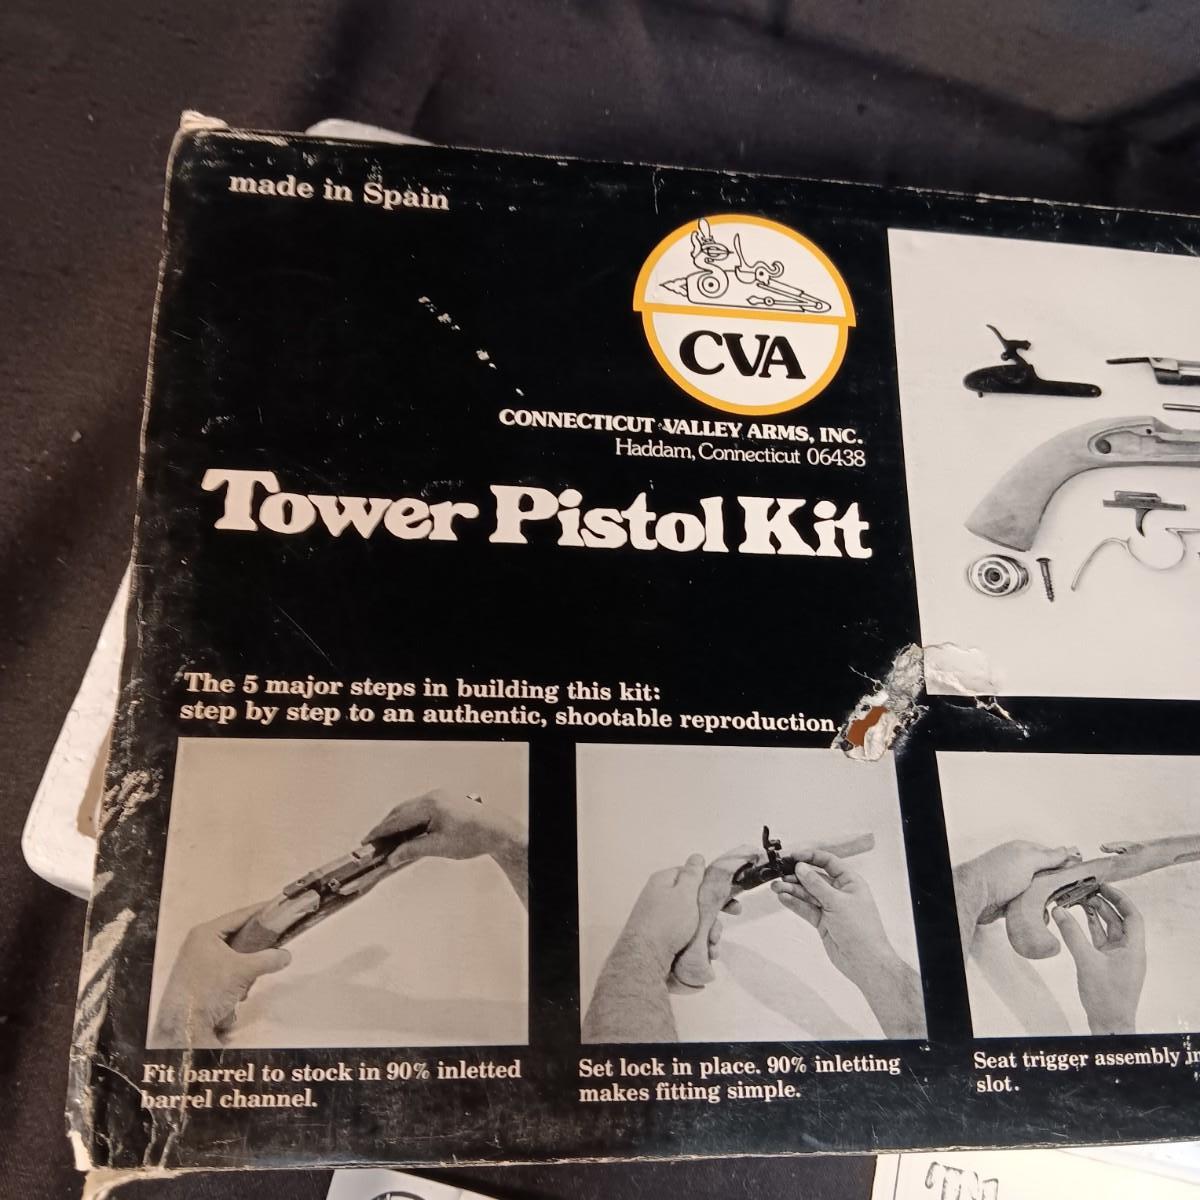 made in Spain
CVA
CONNECTICUT VALLEY ARMS, INC.
Haddam, Connecticut 06438
Tower Pistol Kit
The 5 major steps in building this kit:
step by step to an authentic, shootable reproduction.
Fit barrel to stock in 90% inletted
barrel channel.
Set lock in place. 90% inletting
makes fitting simple.
Seat trigger assembly in
slot.